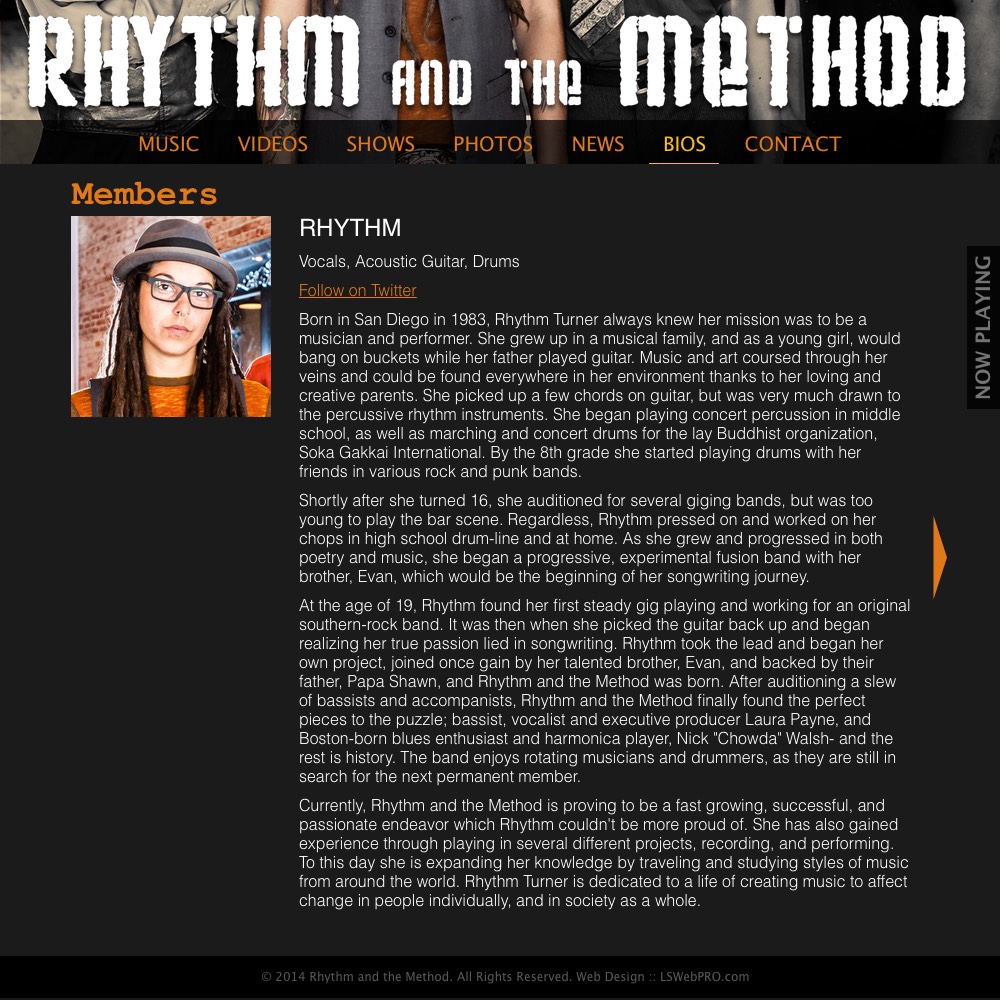 RHYTHM AND THE METHOD
MUSIC VIDEOS SHOWS PHOTOS NEWS BIOS CONTACT
Members
RHYTHM
Vocals, Acoustic Guitar, Drums
Follow on Twitter
Born in San Diego in 1983, Rhythm Turner always knew her mission was to be a
musician and performer. She grew up in a musical family, and as a young girl, would
bang on buckets while her father played guitar. Music and art coursed through her
veins and could be found everywhere in her environment thanks to her loving and
creative parents. She picked up a few chords on guitar, but was very much drawn to
the percussive rhythm instruments. She began playing concert percussion in middle
school, as well as marching and concert drums for the lay Buddhist organization,
Soka Gakkai International. By the 8th grade she started playing drums with her
friends in various rock and punk bands.
Shortly after she turned 16, she auditioned for several giging bands, but was too
young to play the bar scene. Regardless, Rhythm pressed on and worked on her
chops in high school drum-line and at home. As she grew and progressed in both
poetry and music, she began a progressive, experimental fusion band with her
brother, Evan, which would be the beginning of her songwriting journey.
At the age of 19, Rhythm found her first steady gig playing and working for an original
southern-rock band. It was then when she picked the guitar back up and began
realizing her true passion lied in songwriting. Rhythm took the lead and began her
own project, joined once gain by her talented brother, Evan, and backed by their
father, Papa Shawn, and Rhythm and the Method was born. After auditioning a slew
of bassists and accompanists, Rhythm and the Method finally found the perfect
pieces to the puzzle; bassist, vocalist and executive producer Laura Payne, and
Boston-born blues enthusiast and harmonica player, Nick "Chowda" Walsh- and the
rest is history. The band enjoys rotating musicians and drummers, as they are still in
search for the next permanent member.
Currently, Rhythm and the Method is proving to be a fast growing, successful, and
passionate endeavor which Rhythm couldn't be more proud of. She has also gained
experience through playing in several different projects, recording, and performing.
To this day she is expanding her knowledge by traveling and studying styles of music
from around the world. Rhythm Turner is dedicated to a life of creating music to affect
change in people individually, and in society as a whole.
NOW PLAYING
© 2014 Rhythm and the Method. All Rights Reserved. Web Design :: LSWebPRO.com